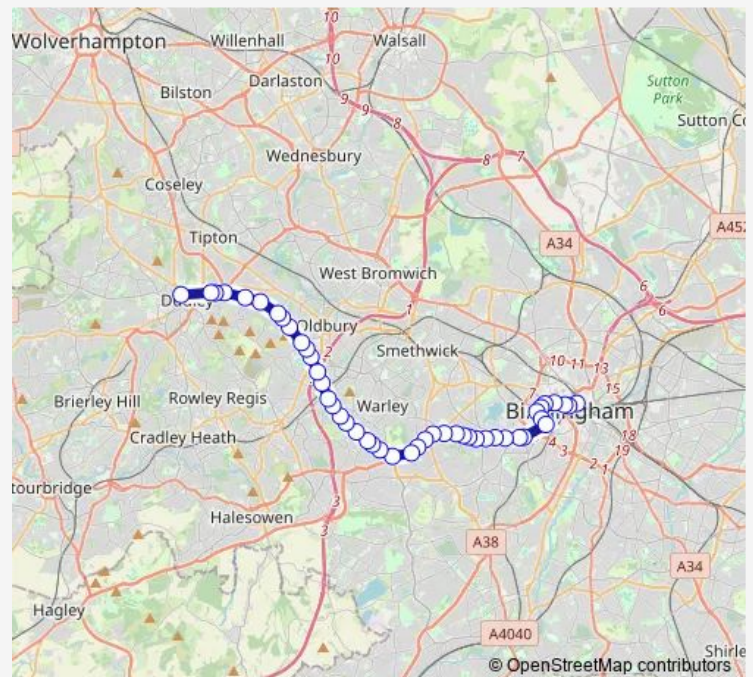 10
Wolverhampton
Willenhall
Walsall
10
Sutton
Park
Darlaston
Bilston
9
9
8
Sutton Co
Wednesbury
8
7
Coseley
A452
Tipton
A34
West Bromwich
6
6
1
Oldbury
2
Smethwick
10
11
13
15
7
Brierley Hill
Rowley Regis
Warley
Birmingham
Cradley Heath
18
4
3
19
2
1
tourbridge
3
Halesowen
3
A38
A34
Hagley
A4040
Shirle
© OpenStreetMap contributors